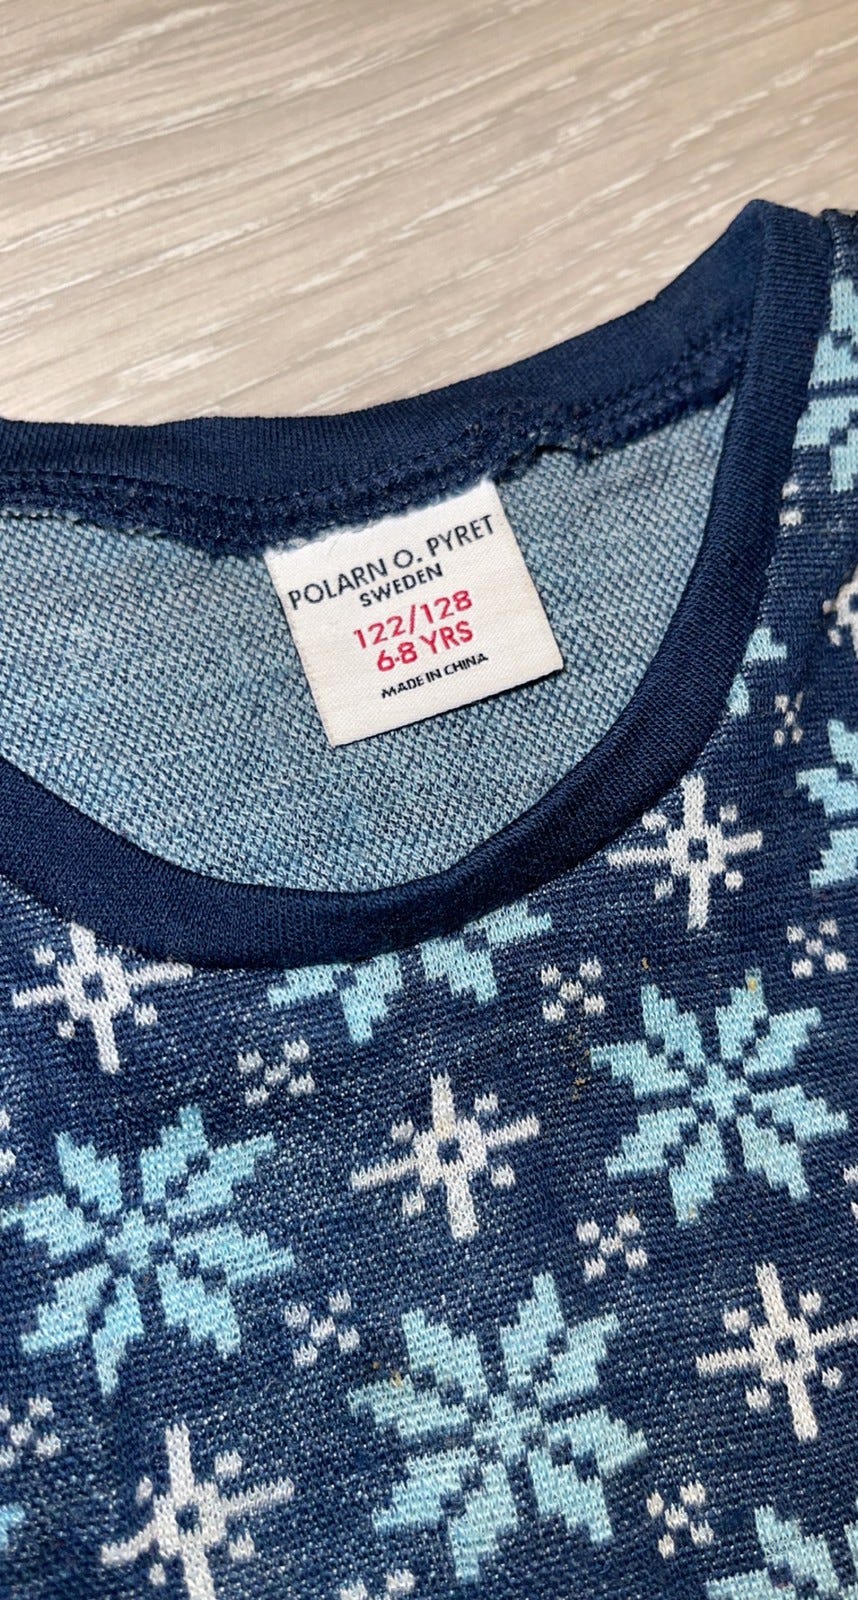 POLARN O. PYRET
SWEDEN
122/128
6-8 YRS
MADE IN CHINA